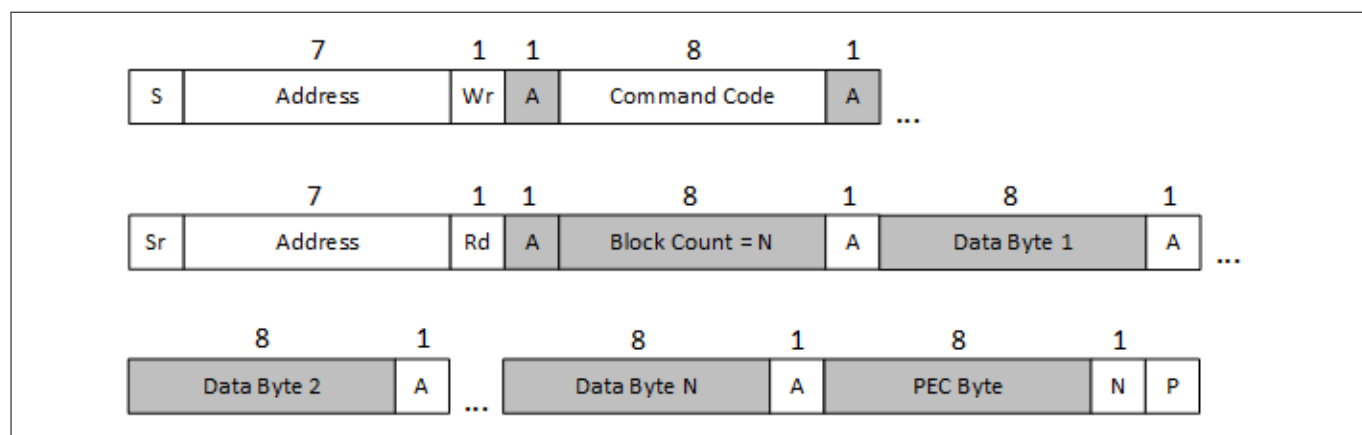 7 1 1 8 1
S Address Wr A Command Code A ...
7 1 1 8 1 8 1
Sr Address Rd A Block Count = N A Data Byte 1 A ...
8 1 8 1 8 1
Data Byte 2 A ... Data Byte N A PEC Byte N P